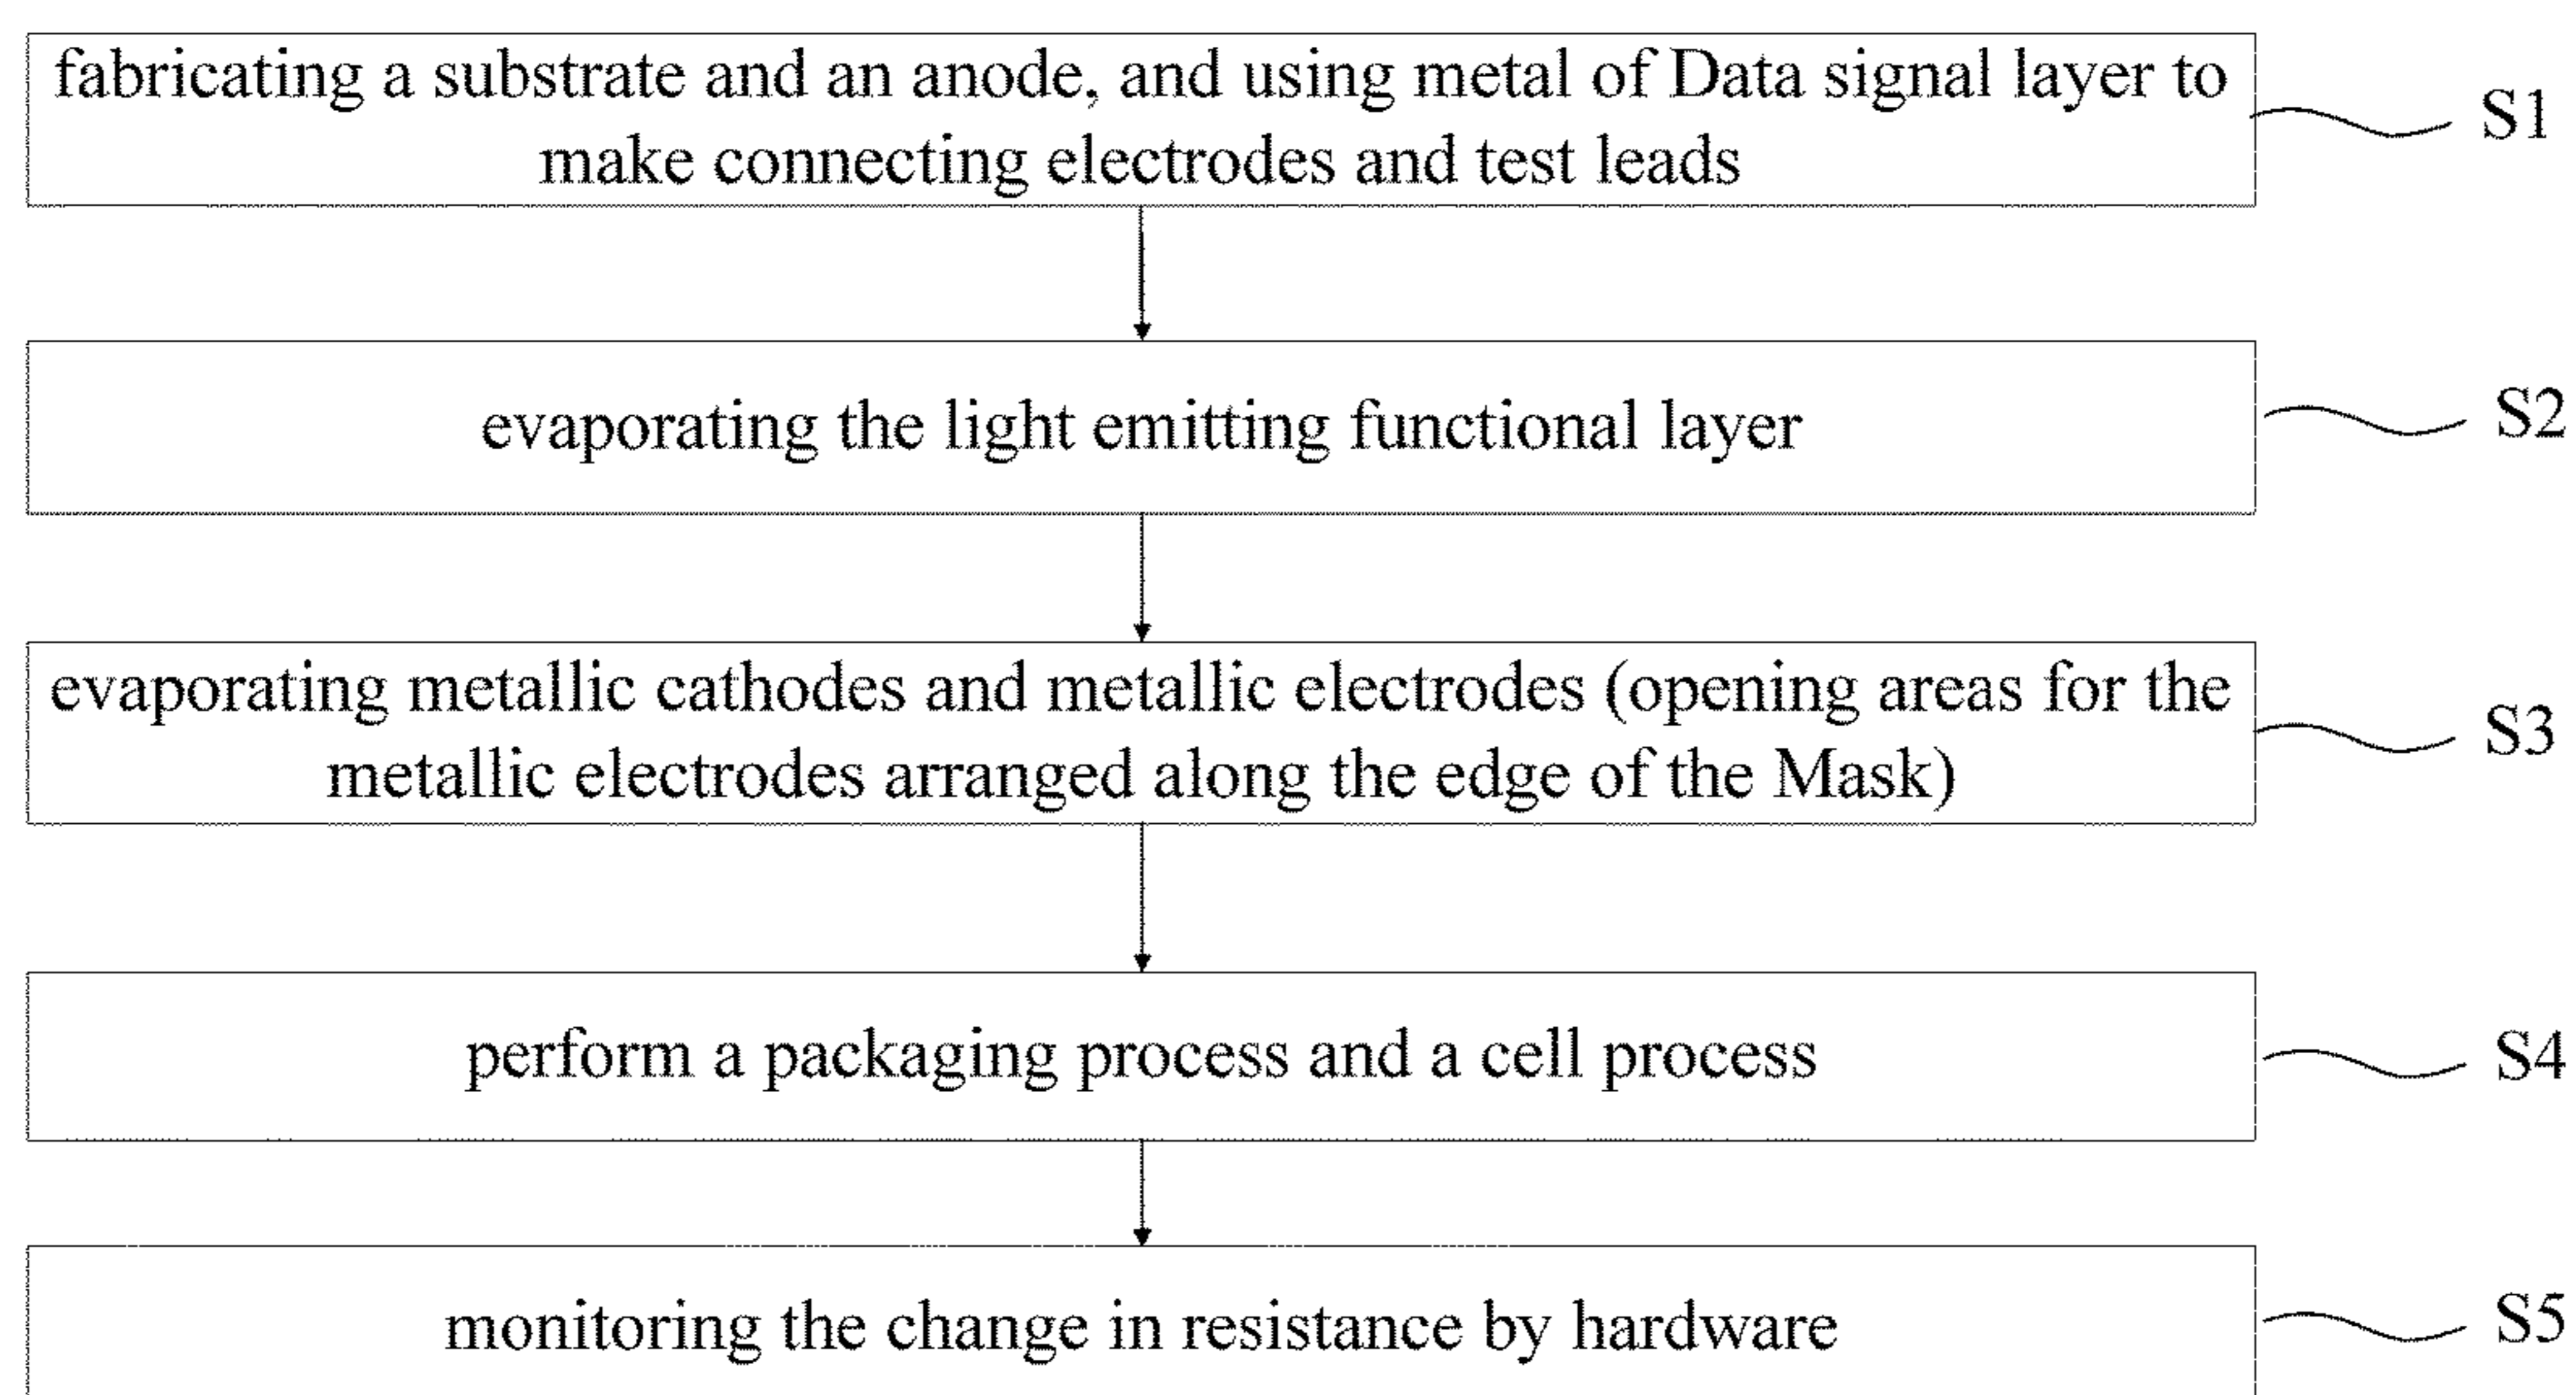 fabricating a substrate and an anode, and using metal of Data signal layer to
make connecting electrodes and test leads
S1
evaporating the light emitting functional layer
S2
evaporating metallic cathodes and metallic electrodes (opening areas for the
metallic electrodes arranged along the edge of the Mask)
S3
perform a packaging process and a cell process
S4
monitoring the change in resistance by hardware
S5